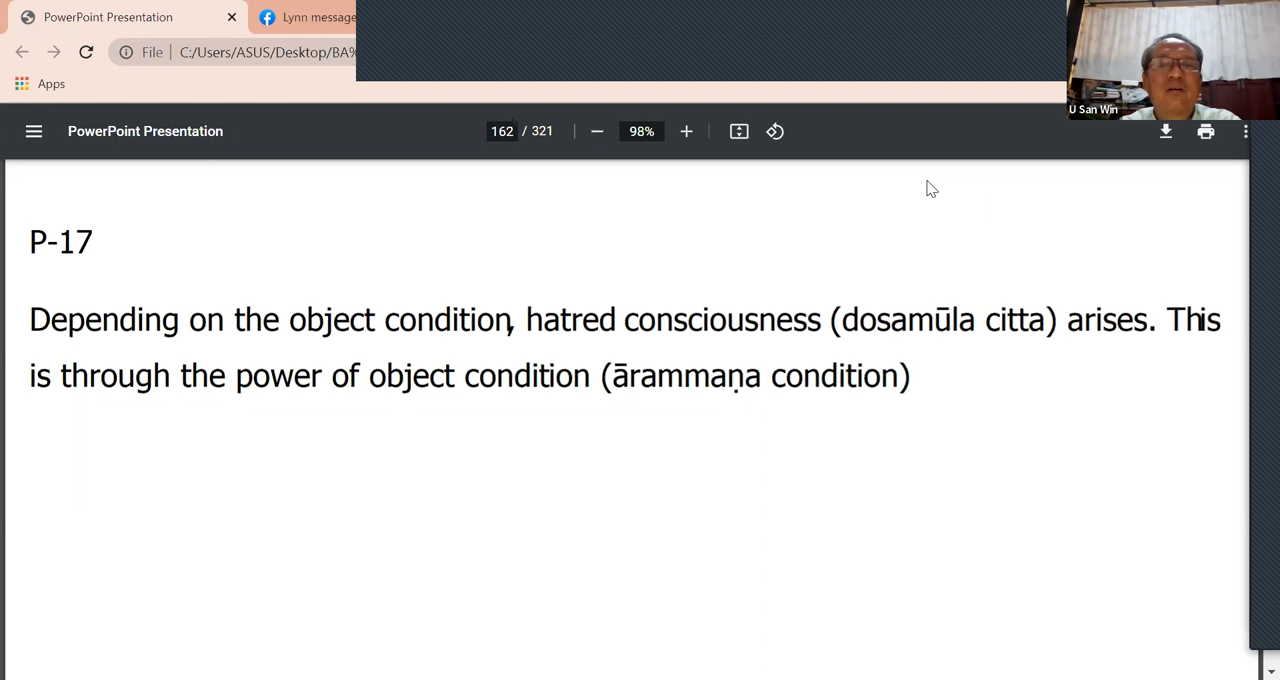 PowerPoint Presentation
Lynn message
File
C:/Users/ASUS/Desktop/BA%
Apps
U San Win
PowerPoint Presentation
162 / 321
98%
P-17
Depending on the object condition, hatred consciousness (dosamūla citta) arises. This
is through the power of object condition (ārammaṇa condition)